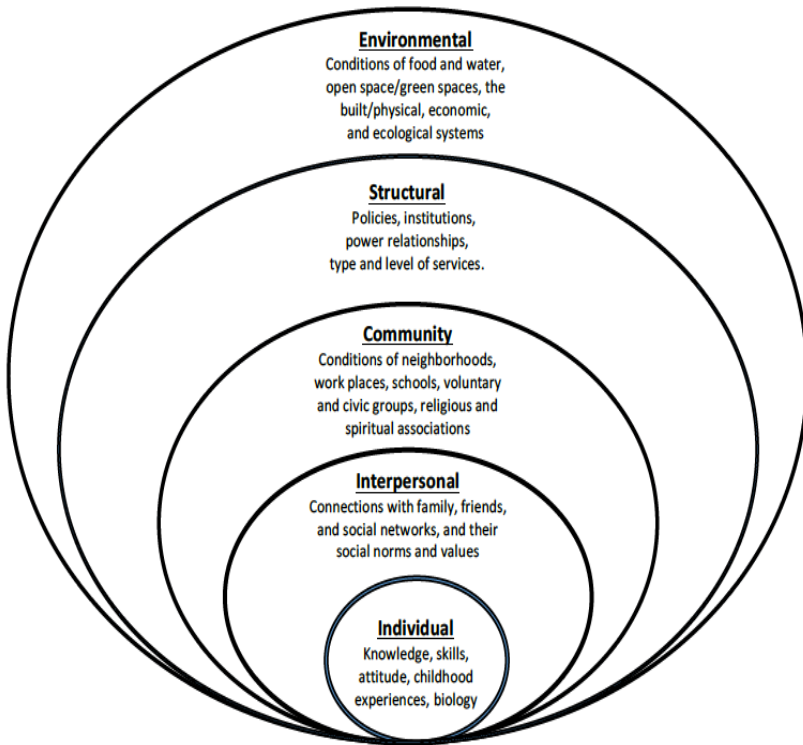 Environmental
Conditions of food and water,
open space/green spaces, the
built/physical, economic,
and ecological systems
Structural
Policies, institutions,
power relationships,
type and level of services.
Community
Conditions of neighborhoods,
work places, schools, voluntary
and civic groups, religious and
spiritual associations
Interpersonal
Connections with family, friends,
and social networks, and their
social norms and values
Individual
Knowledge, skills,
attitude, childhood
experiences, biology